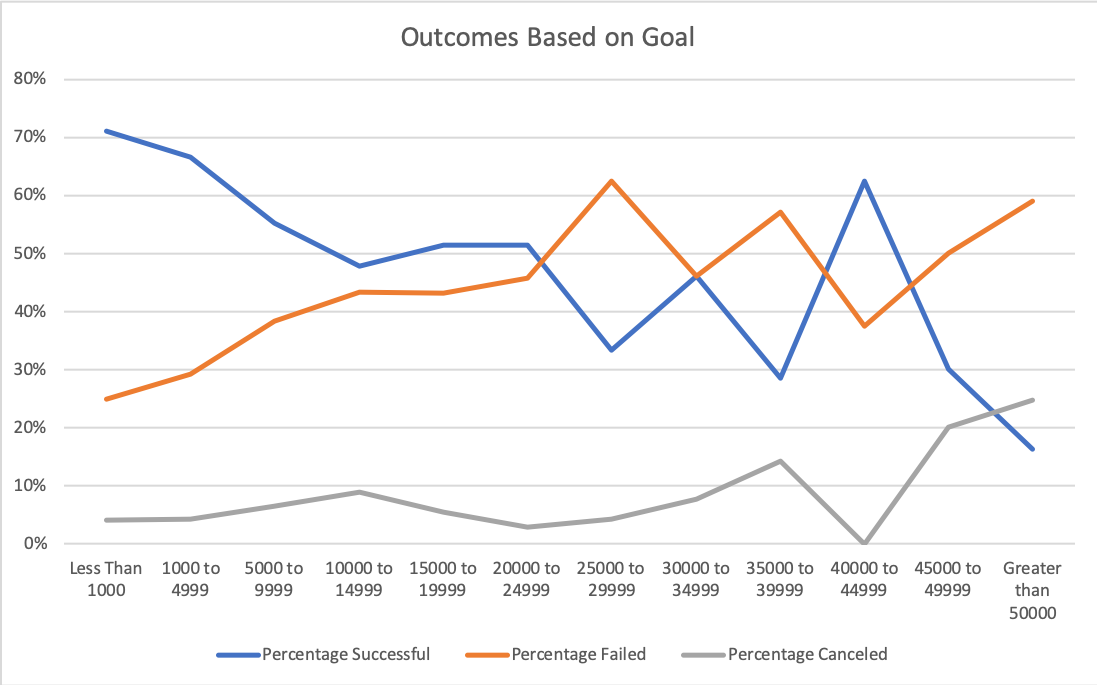 Outcomes Based on Goal
80%
70%
60%
50%
40%
30%
20%
10%
0%
Less Than 1000 to 5000 to 10000 to 15000 to 20000 to 25000 to 30000 to 35000 to 40000 to 45000 to Greater
1000 4999 9999 14999 19999 24999 29999 34999 39999 44999 49999 than
50000
Percentage Successful Percentage Failed Percentage Canceled